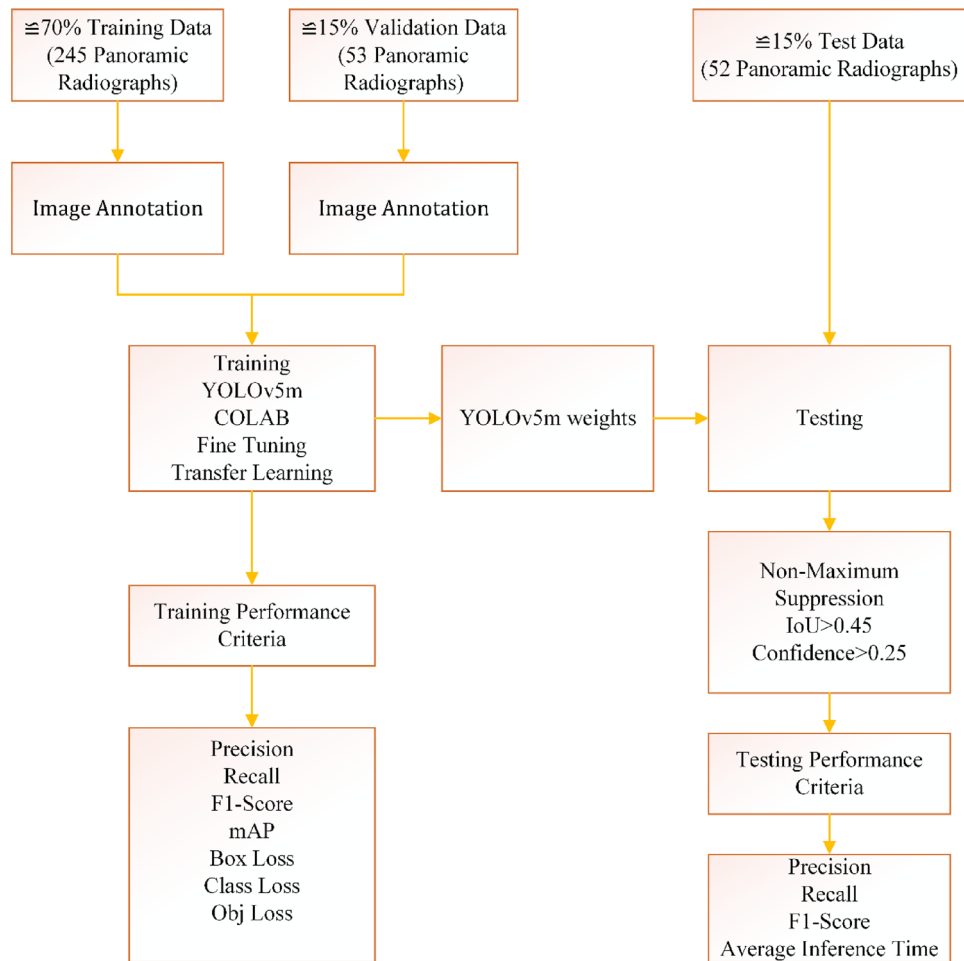 ≌70% Training Data
(245 Panoramic
Radiographs)
≌15% Validation Data
(53 Panoramic
Radiographs)
≌15% Test Data
(52 Panoramic Radiographs)
Image Annotation
Image Annotation
Training
YOLOv5m
COLAB
Fine Tuning
Transfer Learning
YOLOv5m weights
Testing
Non-Maximum
Suppression
IoU>0.45
Confidence>0.25
Training Performance
Criteria
Testing Performance
Criteria
Precision
Recall
F1-Score
mAP
Box Loss
Class Loss
Obj Loss
Precision
Recall
F1-Score
Average Inference Time